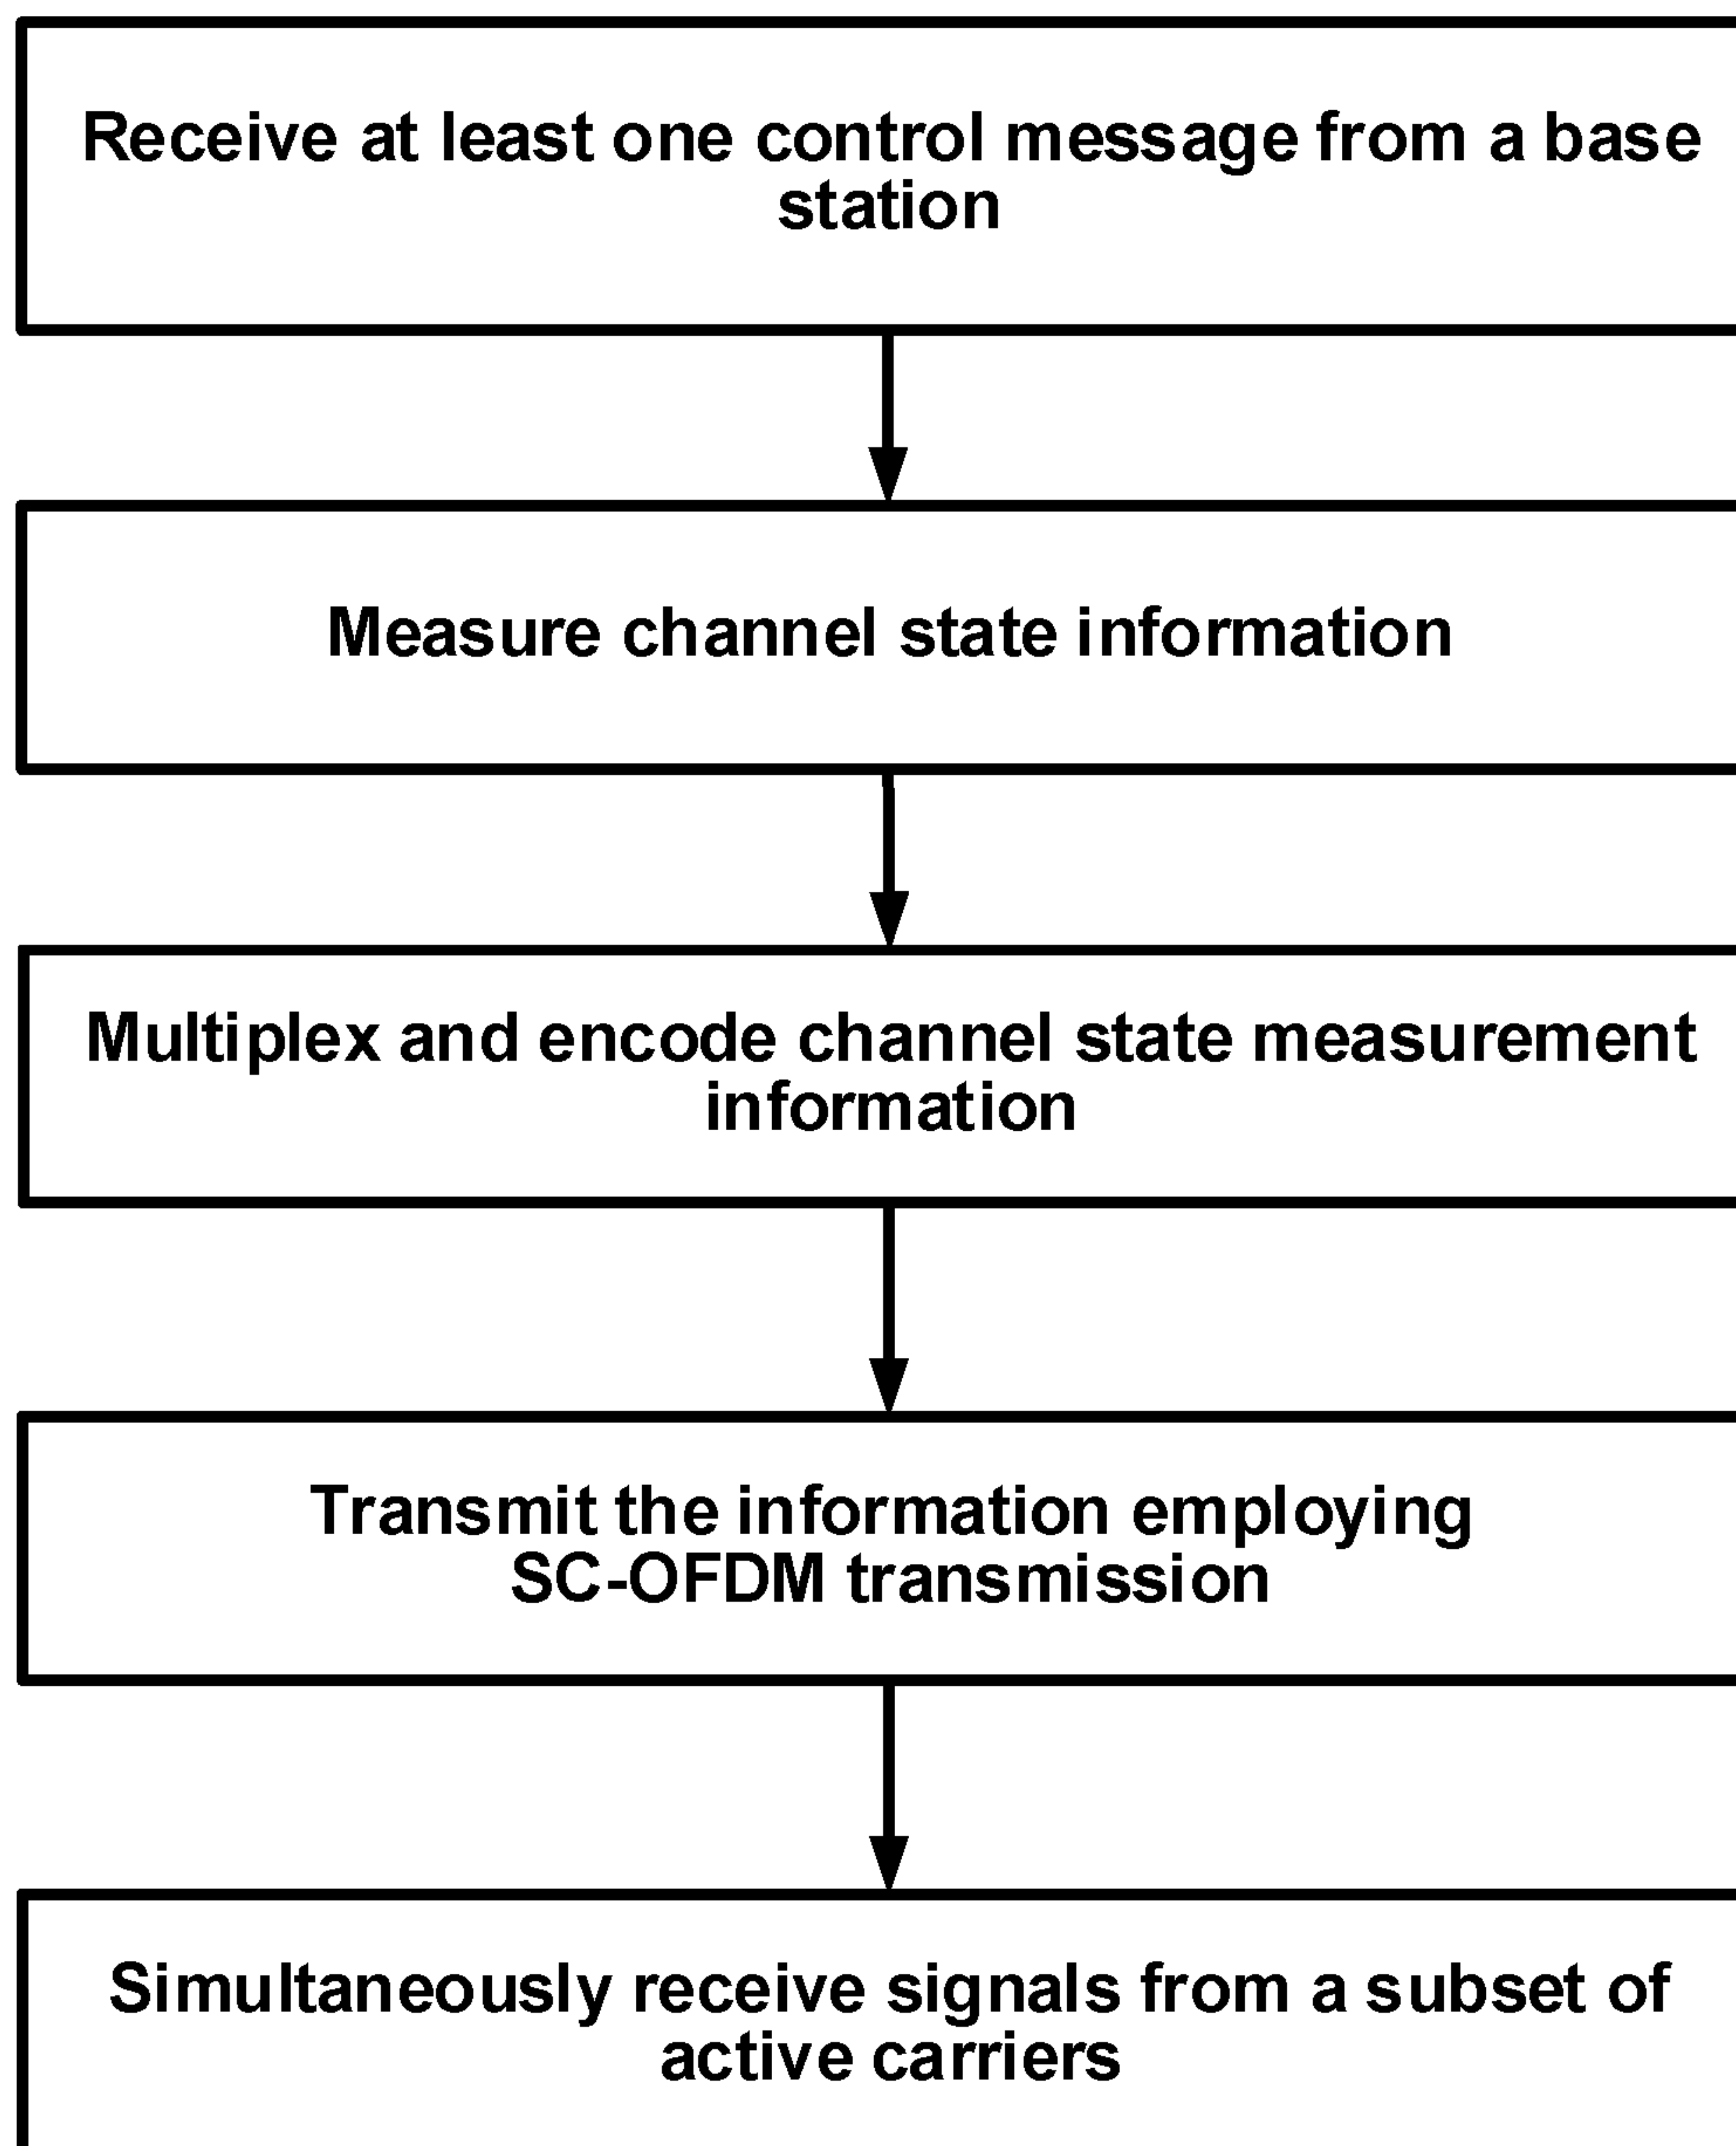 Receive at least one control message from a base
station
Measure channel state information
Multiplex and encode channel state measurement
information
Transmit the information employing
SC-OFDM transmission
Simultaneously receive signals from a subset of
active carriers